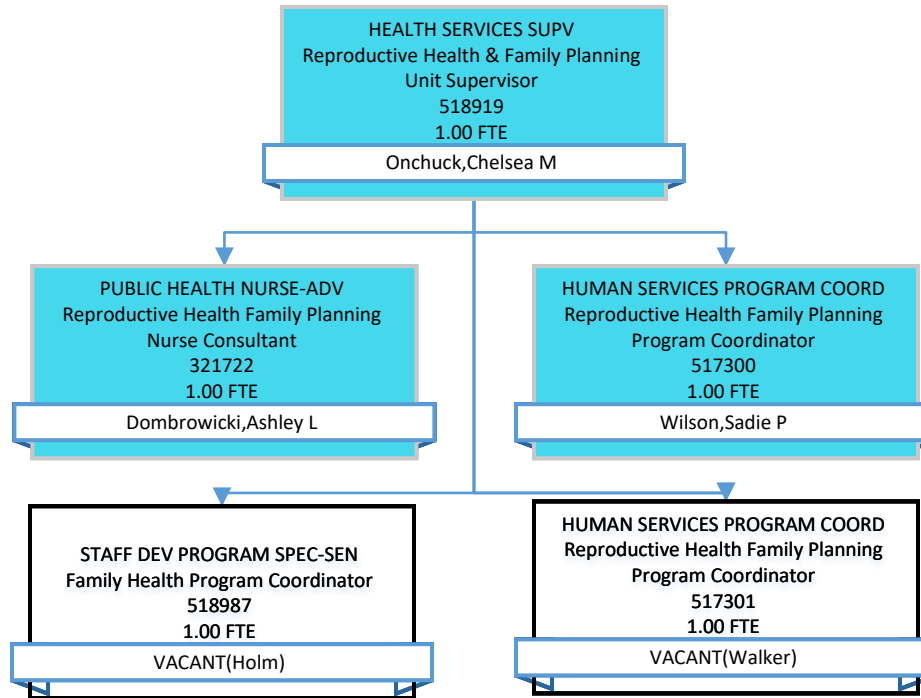 HEALTH SERVICES SUPV
Reproductive Health & Family Planning
Unit Supervisor
518919
1.00 FTE
Onchuck,Chelsea M
PUBLIC HEALTH NURSE-ADV
Reproductive Health Family Planning
Nurse Consultant
321722
1.00 FTE
Dombrowicki,Ashley L
HUMAN SERVICES PROGRAM COORD
Reproductive Health Family Planning
Program Coordinator
517300
1.00 FTE
Wilson,Sadie P
STAFF DEV PROGRAM SPEC-SEN
Family Health Program Coordinator
518987
1.00 FTE
VACANT(Holm)
HUMAN SERVICES PROGRAM COORD
Reproductive Health Family Planning
Program Coordinator
517301
1.00 FTE
VACANT(Walker)